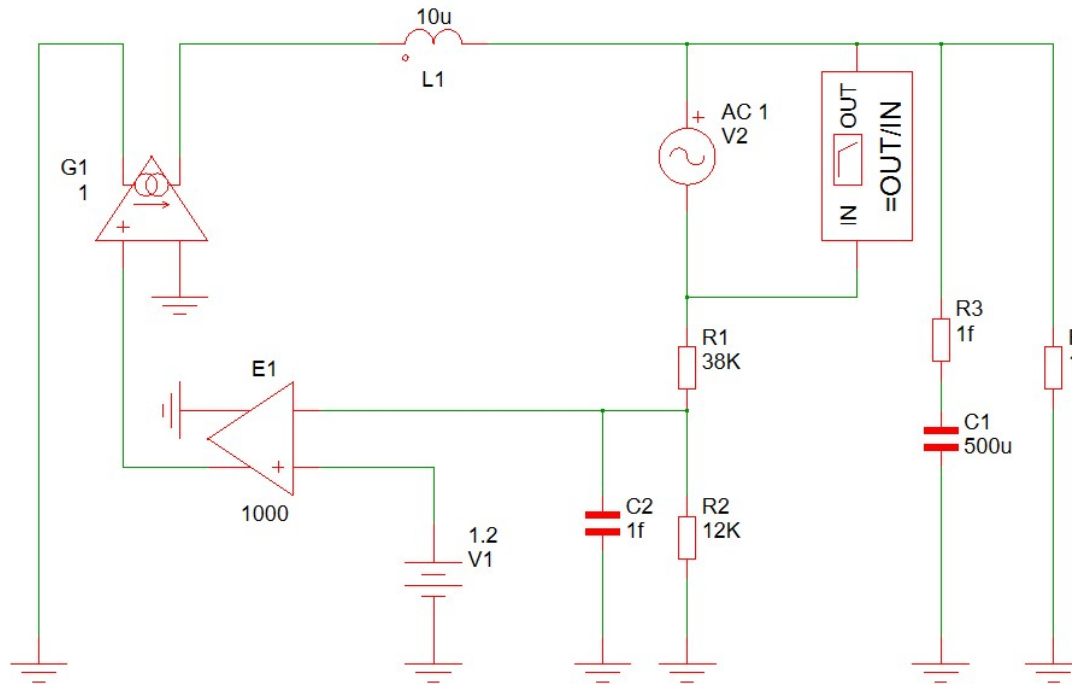 10u
L1
AC 1
V2
OUT
IN
=OUT/IN
G1
1
+
+
R1
38K
R3
1f
E1
C1
500u
+
1000
C2
1f
R2
12K
1.2
V1